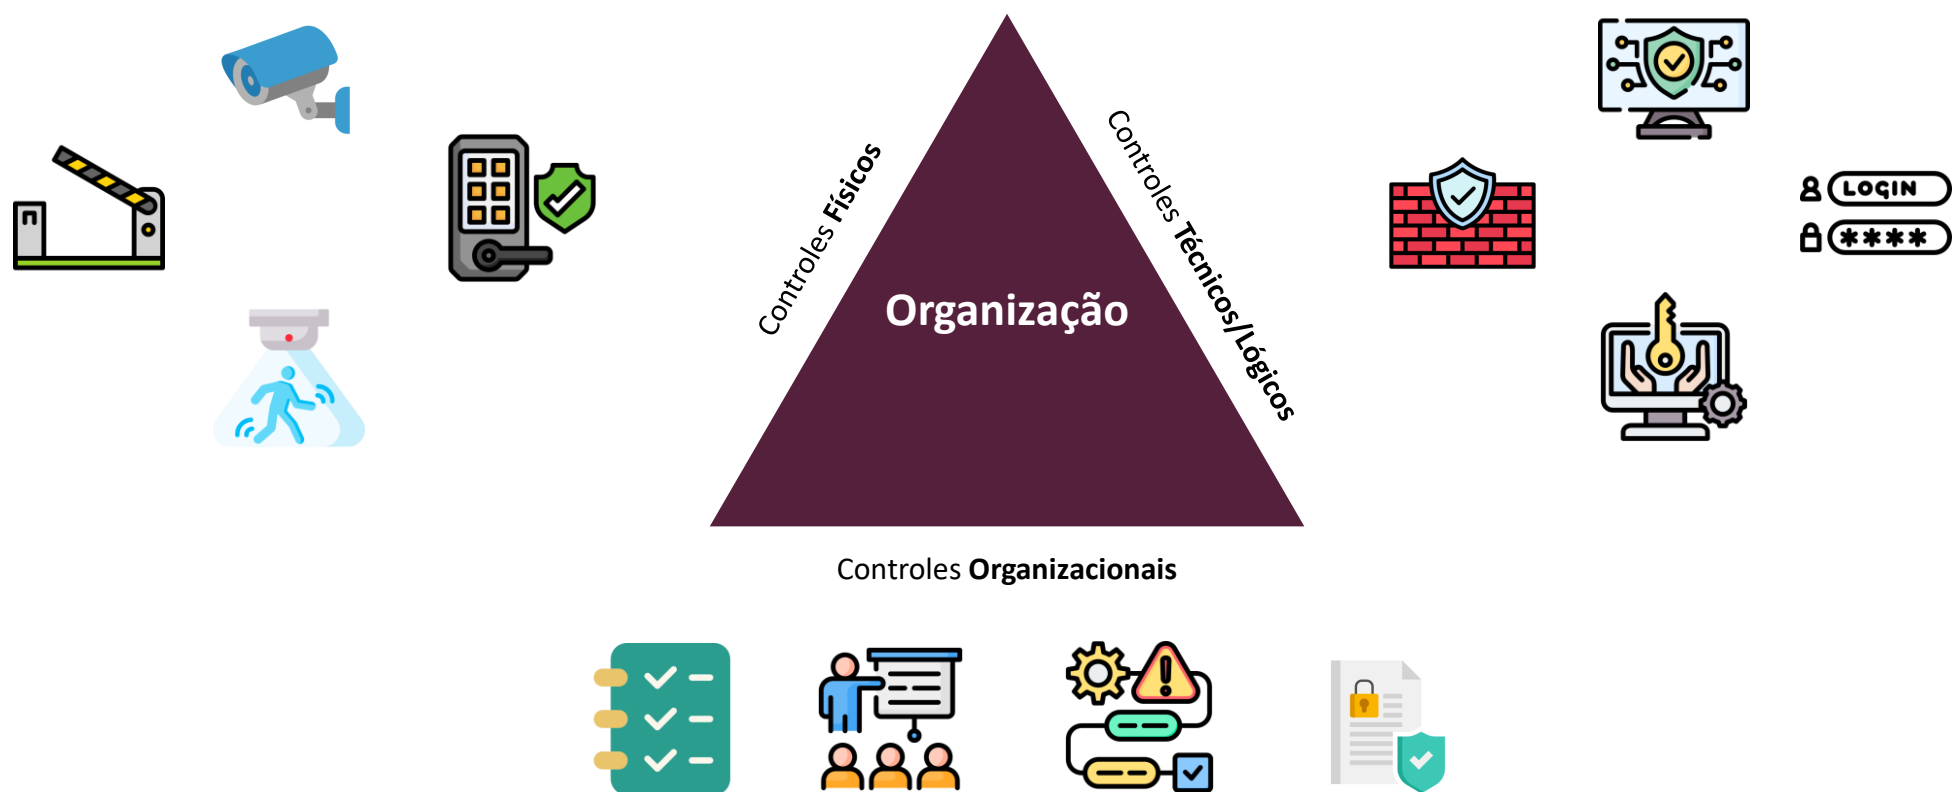 Controles Físicos
Controles Técnicos/Lógicos
Organização
LOGIN
****
Controles Organizacionais